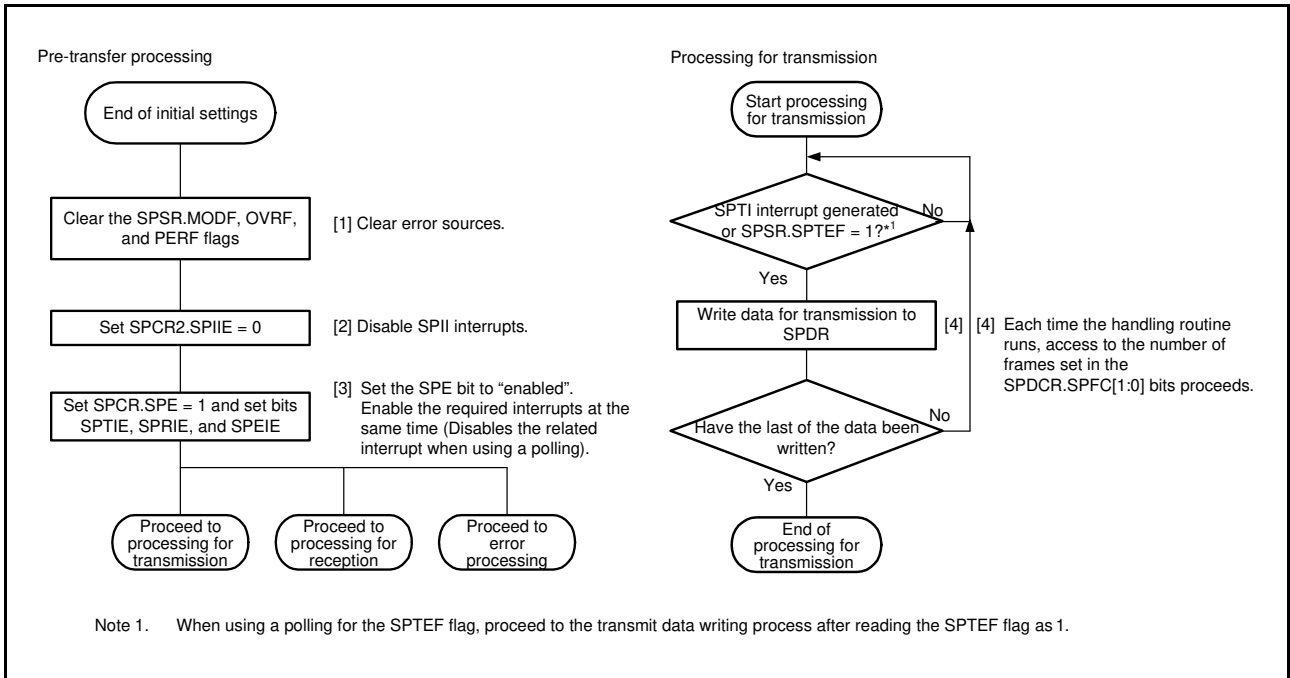 Pre-transfer processing
End of initial settings
Clear the SPSR.MODF, OVRF,
and PERF flags
[1] Clear error sources.
Set SPCR2.SPIIE = 0
[2] Disable SPII interrupts.
Set SPCR.SPE = 1 and set bits
SPTIE, SPRIE, and SPEIE
[3] Set the SPE bit to “enabled”.
Enable the required interrupts at the
same time (Disables the related
interrupt when using a polling).
Proceed to
processing for
transmission
Proceed to
processing for
reception
Proceed to
error
processing
Processing for transmission
Start processing
for transmission
SPTI interrupt generated
or SPSR.SPTEF = 1?*1
No
Yes
Write data for transmission to
SPDR
[4]
[4] Each time the handling routine
runs, access to the number of
frames set in the
SPDCR.SPFC[1:0] bits proceeds.
Have the last of the data been
written?
No
Yes
End of
processing for
transmission
Note 1. When using a polling for the SPTEF flag, proceed to the transmit data writing process after reading the SPTEF flag as 1.